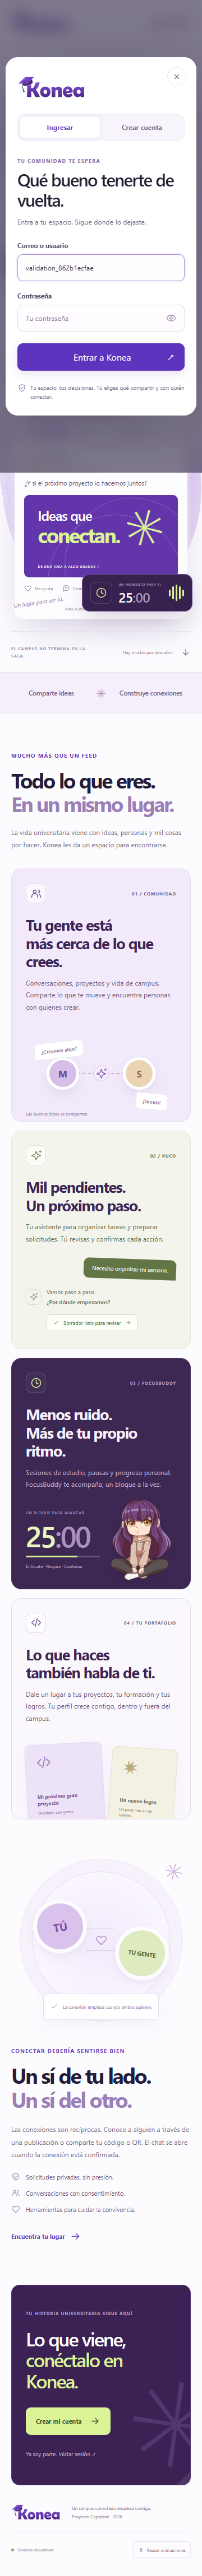 Konea
Ingresar
Crear cuenta
TU COMUNIDAD TE ESPERA
Qué bueno tenerte de
vuelta.
Entra a tu espacio. Sigue donde lo dejaste.
Correo o usuario
validation_862b1ecfae
Contraseña
Tu contraseña
Entrar a Konea ↗
Tu espacio, tus decisiones. Tú eliges qué compartir y con quién
conectar.
¿Y si el próximo proyecto lo hacemos juntos?
Ideas que
conectan.
DE UNA IDEA A ALGO GRANDE ↗
Me gusta
Un lugar para ser tú.
UN MOMENTO PARA TI
25:00
EL CAMPUS NO TERMINA EN LA
SALA.
Hay mucho por descubrir ↓
Comparte ideas
Construye conexiones
MUCHO MÁS QUE UN FEED
Todo lo que eres.
En un mismo lugar.
La vida universitaria viene con ideas, personas y mil cosas
por hacer. Konea les da un espacio para encontrarse.
01 / COMUNIDAD
Tu gente está
más cerca de lo que
crees.
Conversaciones, proyectos y vida de campus.
Comparte lo que te mueve y encuentra personas
con quienes crear.
¿Creamos algo?
M
S
¡Vamos!
Las buenas ideas se comparten.
02 / KUCO
Mil pendientes.
Un próximo paso.
Tu asistente para organizar tareas y preparar
solicitudes. Tú revisas y confirmas cada acción.
Necesito organizar mi semana.
Vamos paso a paso.
¿Por dónde empezamos?
Borrador listo para revisar →
03 / FOCUSBUDDY
Menos ruido.
Más de tu propio
ritmo.
Sesiones de estudio, pausas y progreso personal.
FocusBuddy te acompaña, un bloque a la vez.
UN BLOQUE PARA AVANZAR
25:00
Enfócate · Respira · Continúa
04 / TU PORTAFOLIO
Lo que haces
también habla de ti.
Dale un lugar a tus proyectos, tu formación y tus
logros. Tu perfil crece contigo, dentro y fuera del
campus.
Mi próximo gran
proyecto
Diseñado con ganas.
Un nuevo logro
Un paso más en su
camino.
TÚ
TU GENTE
La conexión empieza cuando ambos quieren.
CONECTAR DEBERÍA SENTIRSE BIEN
Un sí de tu lado.
Un sí del otro.
Las conexiones son recíprocas. Conoce a alguien a través de
una publicación o comparte tu código o QR. El chat se abre
cuando la conexión está confirmada.
Solicitudes privadas, sin presión.
Conversaciones con consentimiento.
Herramientas para cuidar la convivencia.
Encuentra tu lugar →
TU HISTORIA UNIVERSITARIA SIGUE AQUÍ
Lo que viene,
conéctalo en
Konea.
Crear mi cuenta →
Ya soy parte. Iniciar sesión ↗
Konea
Un campus conectado empieza contigo.
Proyecto Capstone · 2026
Servicios disponibles
Pausar animaciones